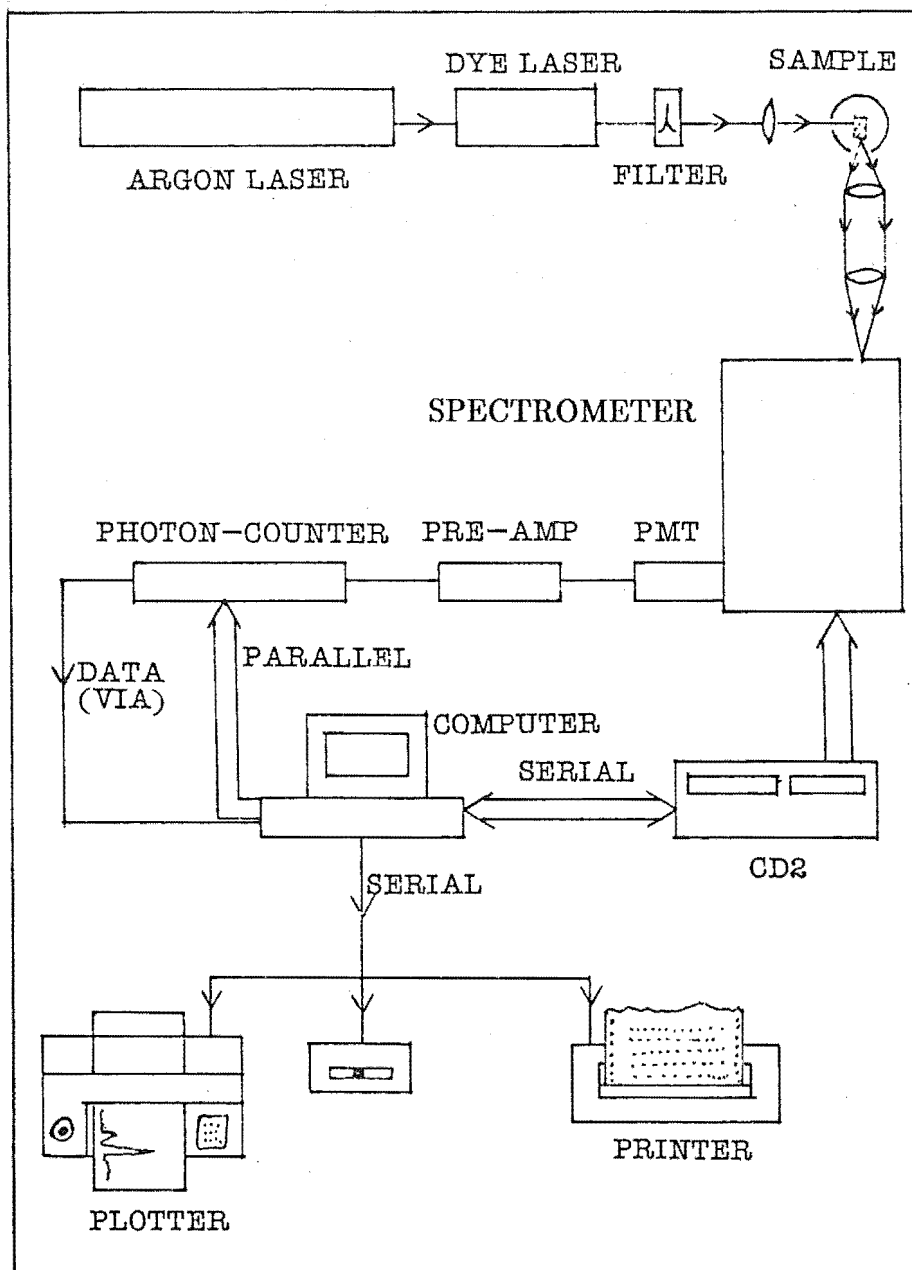 DYE LASER
SAMPLE
ARGON LASER
FILTER
SPECTROMETER
PHOTON-COUNTER
PRE-AMP
PMT
DATA
(VIA)
PARALLEL
COMPUTER
SERIAL
CD2
SERIAL
PRINTER
PLOTTER